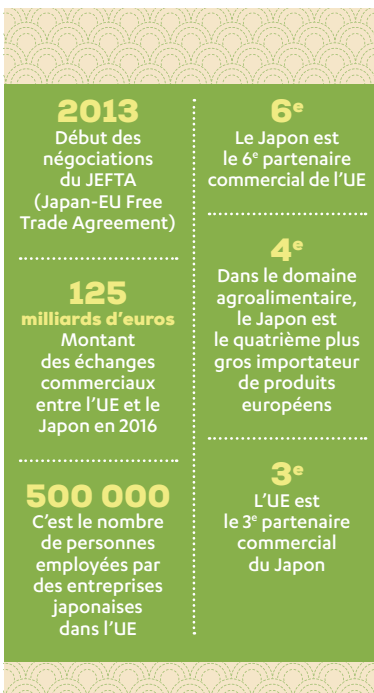 2013
Début des
négociations
du JEFTA
(Japan-EU Free
Trade Agreement)
125
milliards d'euros
Montant
des échanges
commerciaux
entre l'UE et le
Japon en 2016
500 000
C'est le nombre
de personnes
employées par
des entreprises
japonaises
dans l'UE
6e
Le Japon est
le 6e partenaire
commercial de l'UE
4e
Dans le domaine
agroalimentaire,
le Japon est
le quatrième plus
gros importateur
de produits
européens
3e
L'UE est
le 3e partenaire
commercial
du Japon